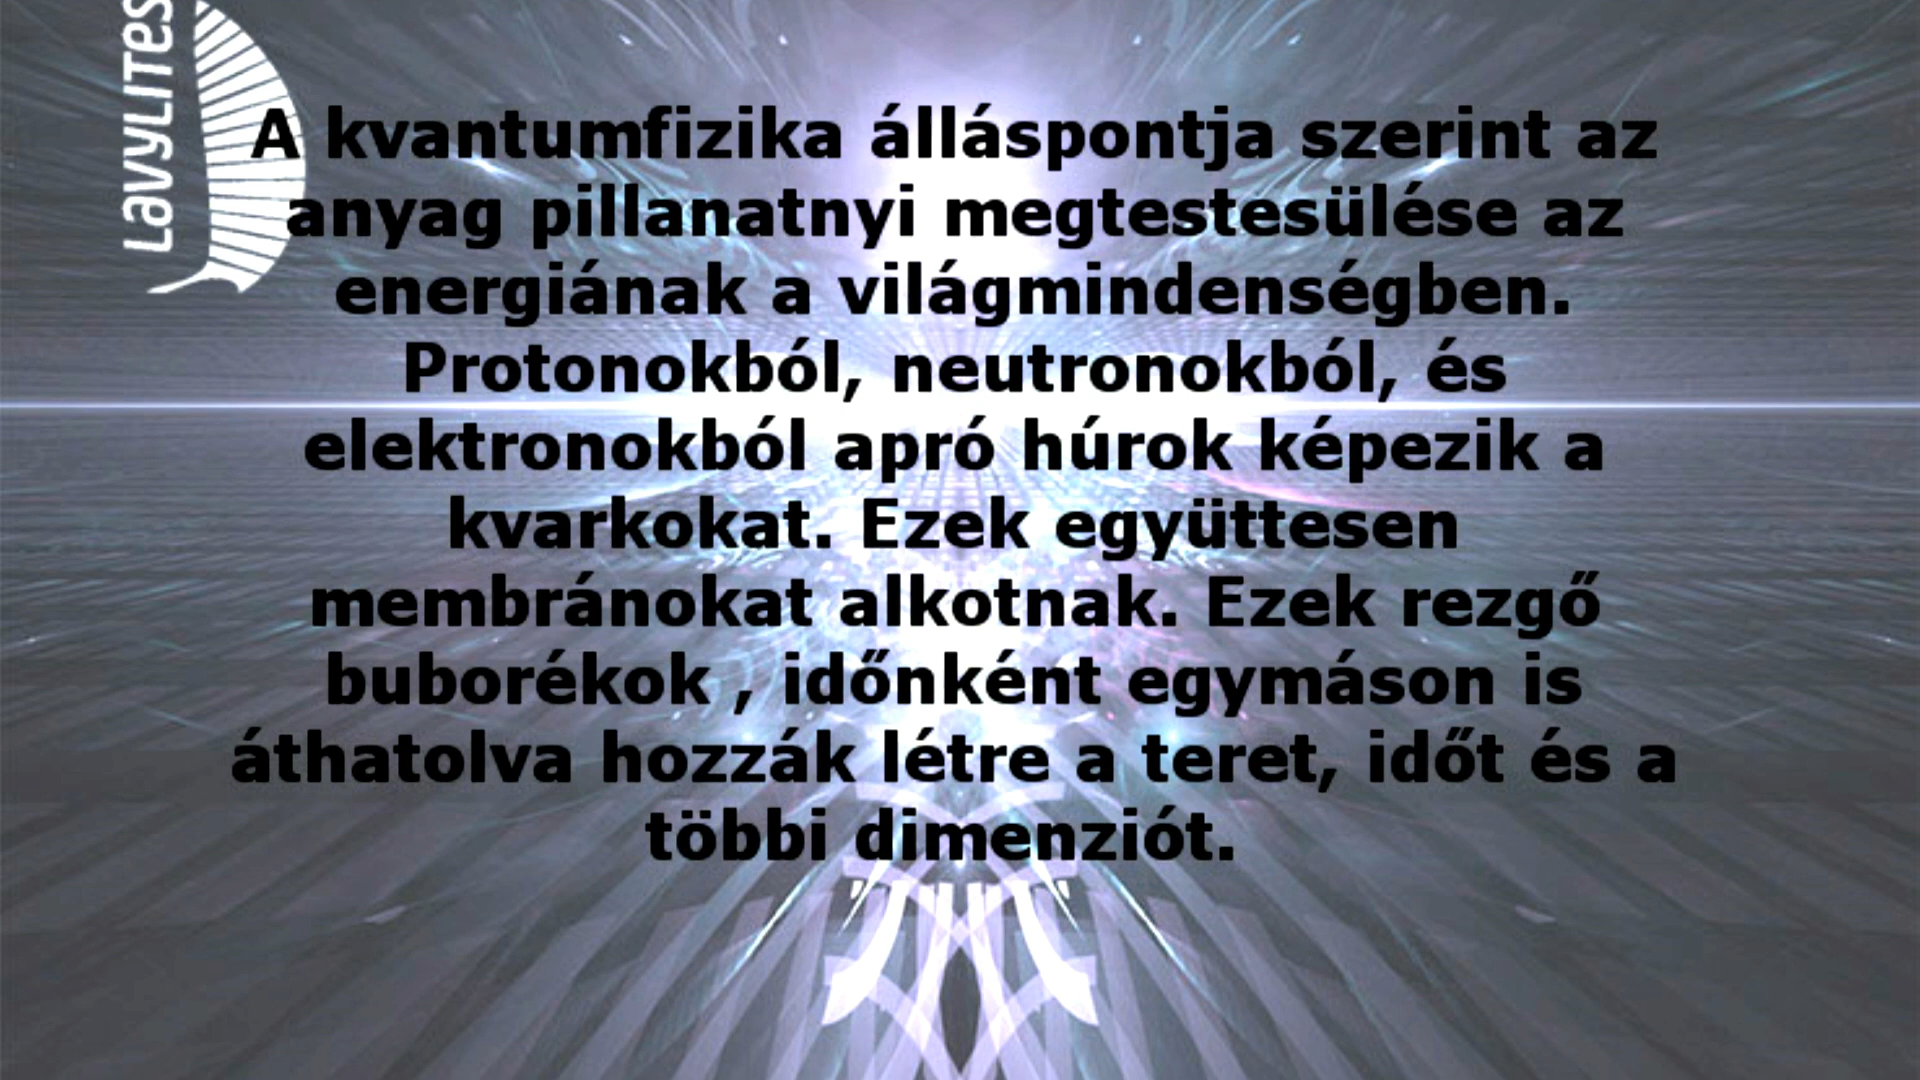 LavyLites
A kvantumfizika álláspontja szerint az
anyag pillanatnyi megtestesülése az
energiának a világmindenségben.
Protonokból, neutronokból, és
elektronokból apró húrok képezik a
kvarkokat. Ezek együttesen
membránokat alkotnak. Ezek rezgő
buborékok , időnként egymáson is
áthatolva hozzák létre a teret, időt és a
többi dimenziót.